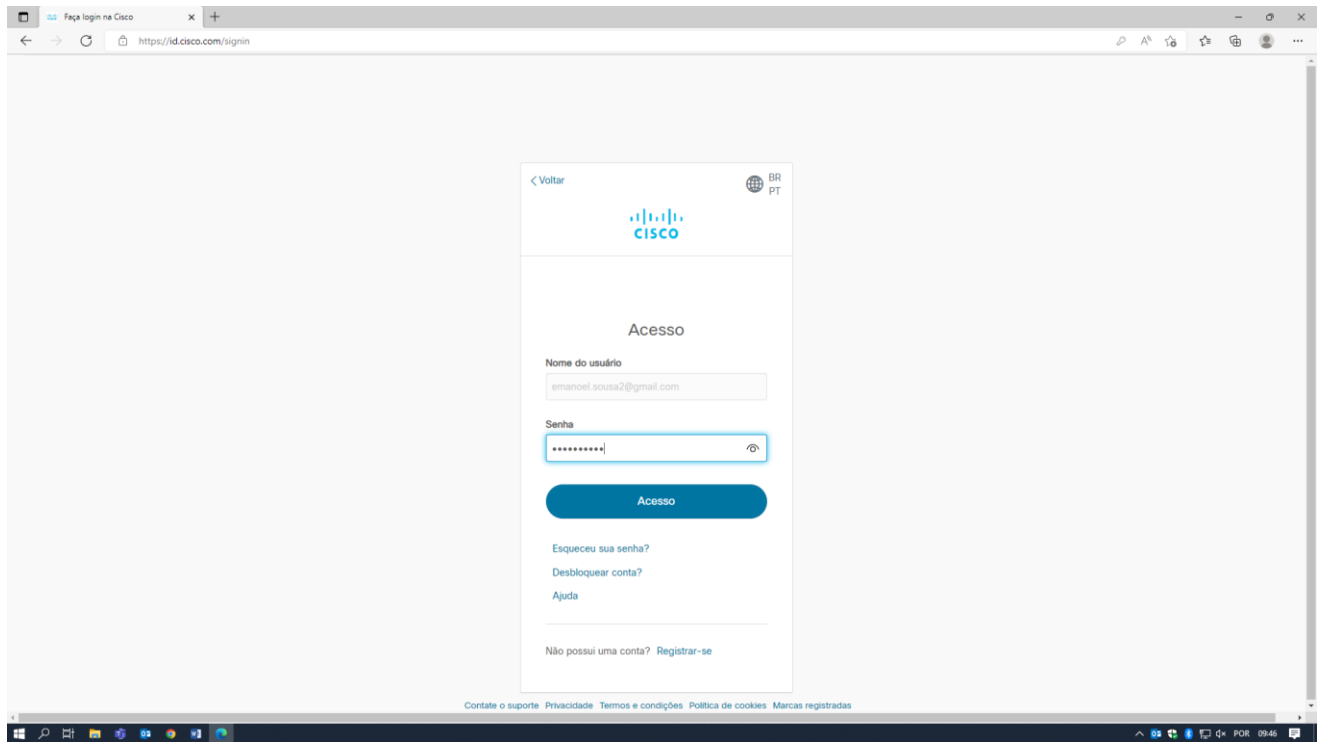 Faça login na Cisco
https://id.cisco.com/signin
Voltar
BR
PT
CISCO
Acesso
Nome do usuário
emanoel.sousa2@gmail.com
Senha
••••••••••
Acesso
Esqueceu sua senha?
Desbloquear conta?
Ajuda
Não possui uma conta? Registrar-se
Contate o suporte Privacidade Termos e condições Política de cookies Marcas registradas
POR 09:46